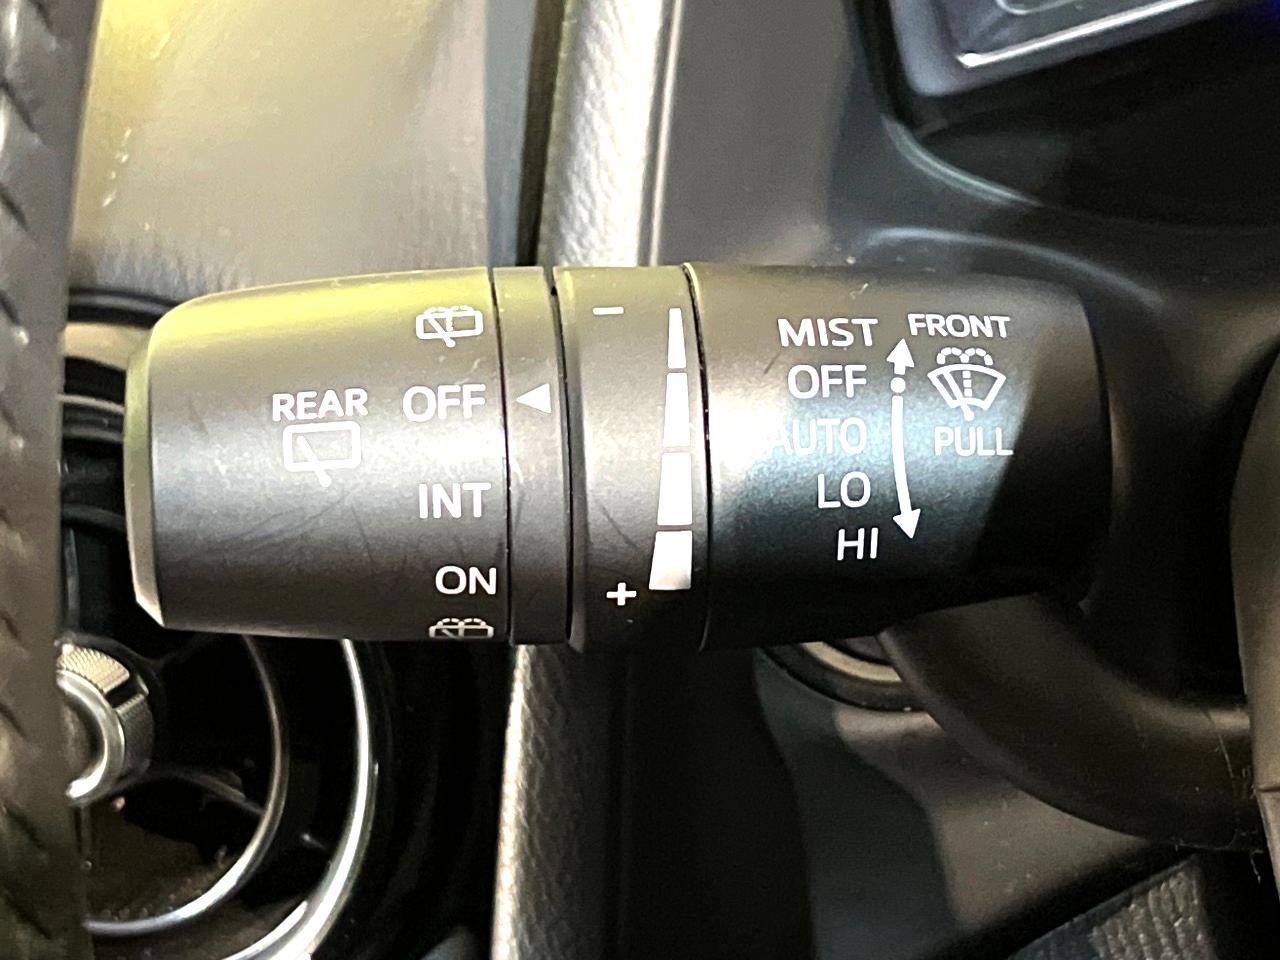 REAR
OFF
INT
ON
−
+
MIST
OFF
AUTO
LO
HI
FRONT
PULL